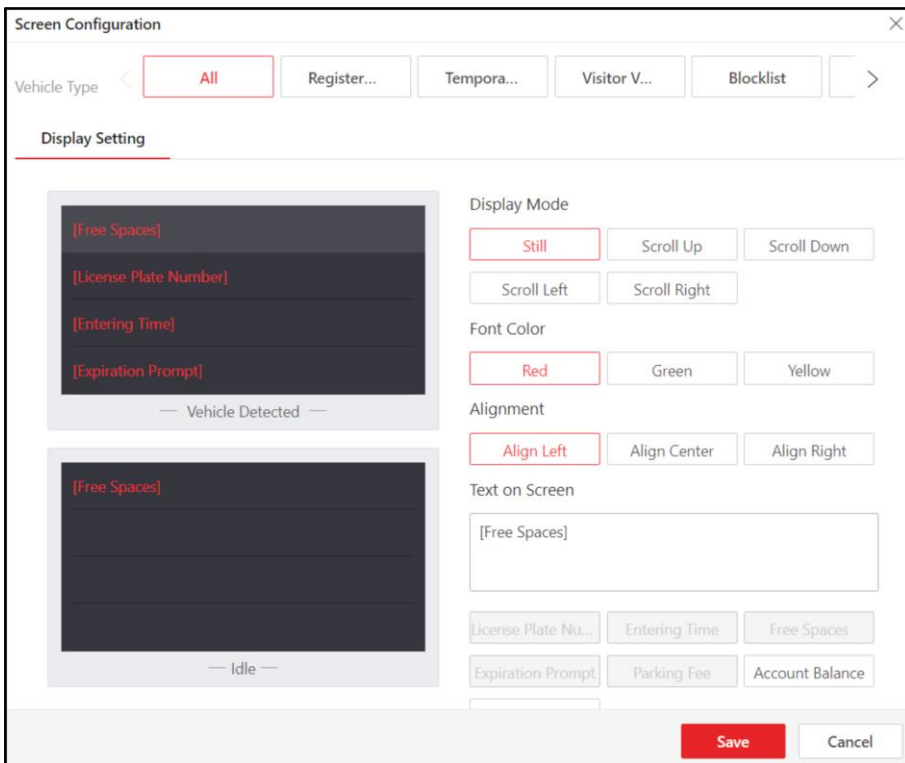 Screen Configuration
Vehicle Type
All
Register...
Tempora...
Visitor V...
Blocklist
Display Setting
[Free Spaces]
[License Plate Number]
[Entering Time]
[Expiration Prompt]
— Vehicle Detected —
[Free Spaces]
— Idle —
Display Mode
Still
Scroll Up
Scroll Down
Scroll Left
Scroll Right
Font Color
Red
Green
Yellow
Alignment
Align Left
Align Center
Align Right
Text on Screen
[Free Spaces]
License Plate Nu...
Entering Time
Free Spaces
Expiration Prompt
Parking Fee
Account Balance
Save
Cancel